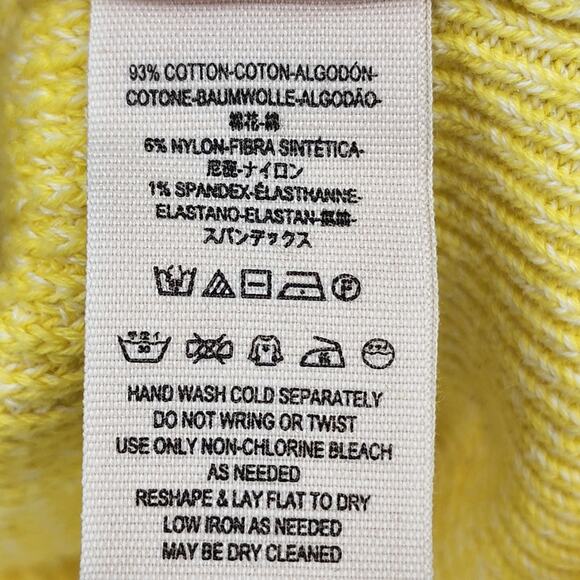 93% COTTON-COTON-ALGODÓN-
COTONE-BAUMWOLLE-ALGODÃO-
棉花-綿
6% NYLON-FIBRA SINTÉTICA-
尼龍-ナイロン
1% SPANDEX-ÉLASTHANNE-
ELASTANO-ELASTAN-
スパンデックス
F
30
HAND WASH COLD SEPARATELY
DO NOT WRING OR TWIST
USE ONLY NON-CHLORINE BLEACH
AS NEEDED
RESHAPE & LAY FLAT TO DRY
LOW IRON AS NEEDED
MAY BE DRY CLEANED